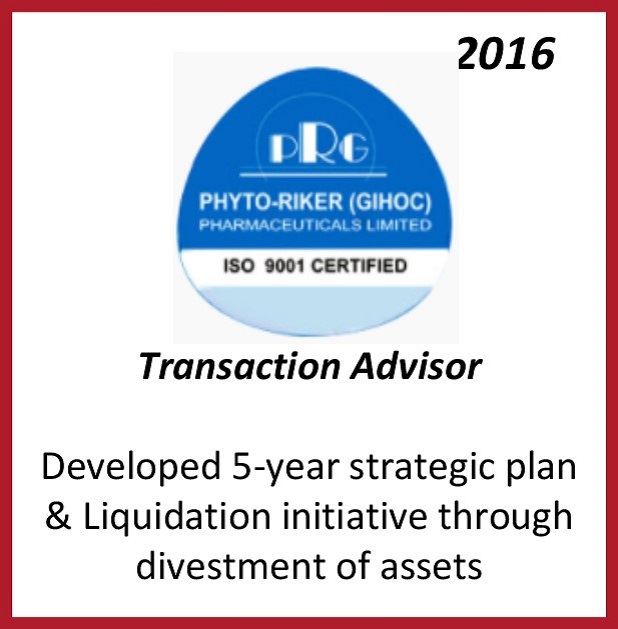 2016
PRG
PHYTO-RIKER (GIHOC)
PHARMACEUTICALS LIMITED
ISO 9001 CERTIFIED
Transaction Advisor
Developed 5-year strategic plan
& Liquidation initiative through
divestment of assets